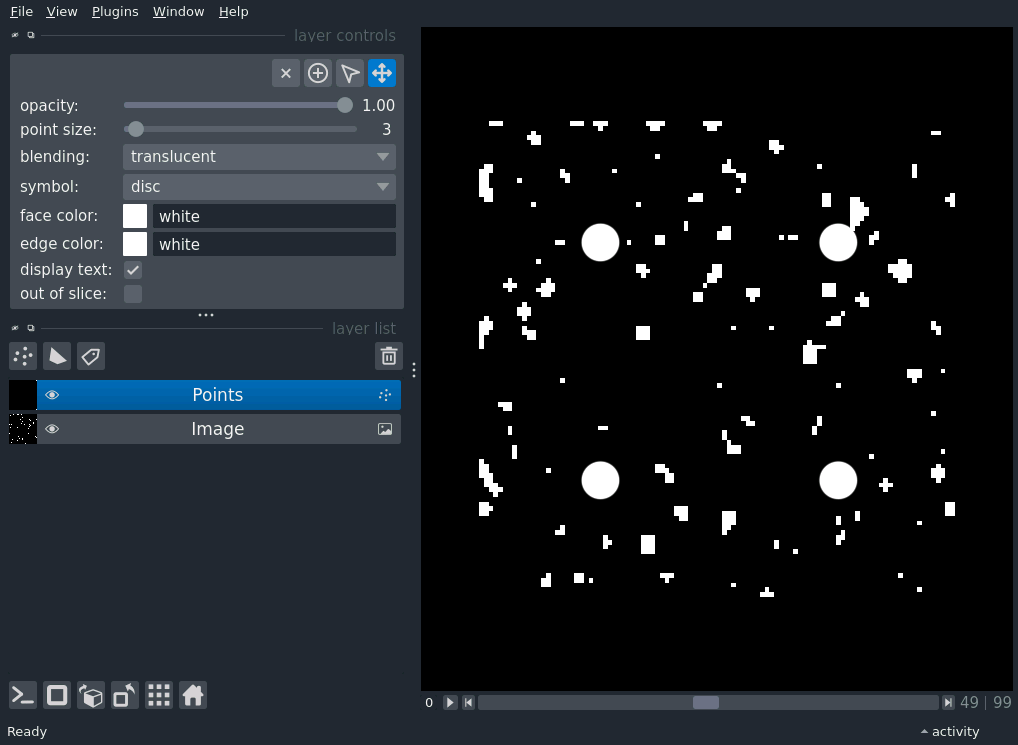 File View Plugins Window Help
layer controls
opacity: 1.00
point size: 3
blending: translucent
symbol: disc
face color: white
edge color: white
display text:
out of slice:
layer list
Points
Image
0 49 | 99
Ready activity